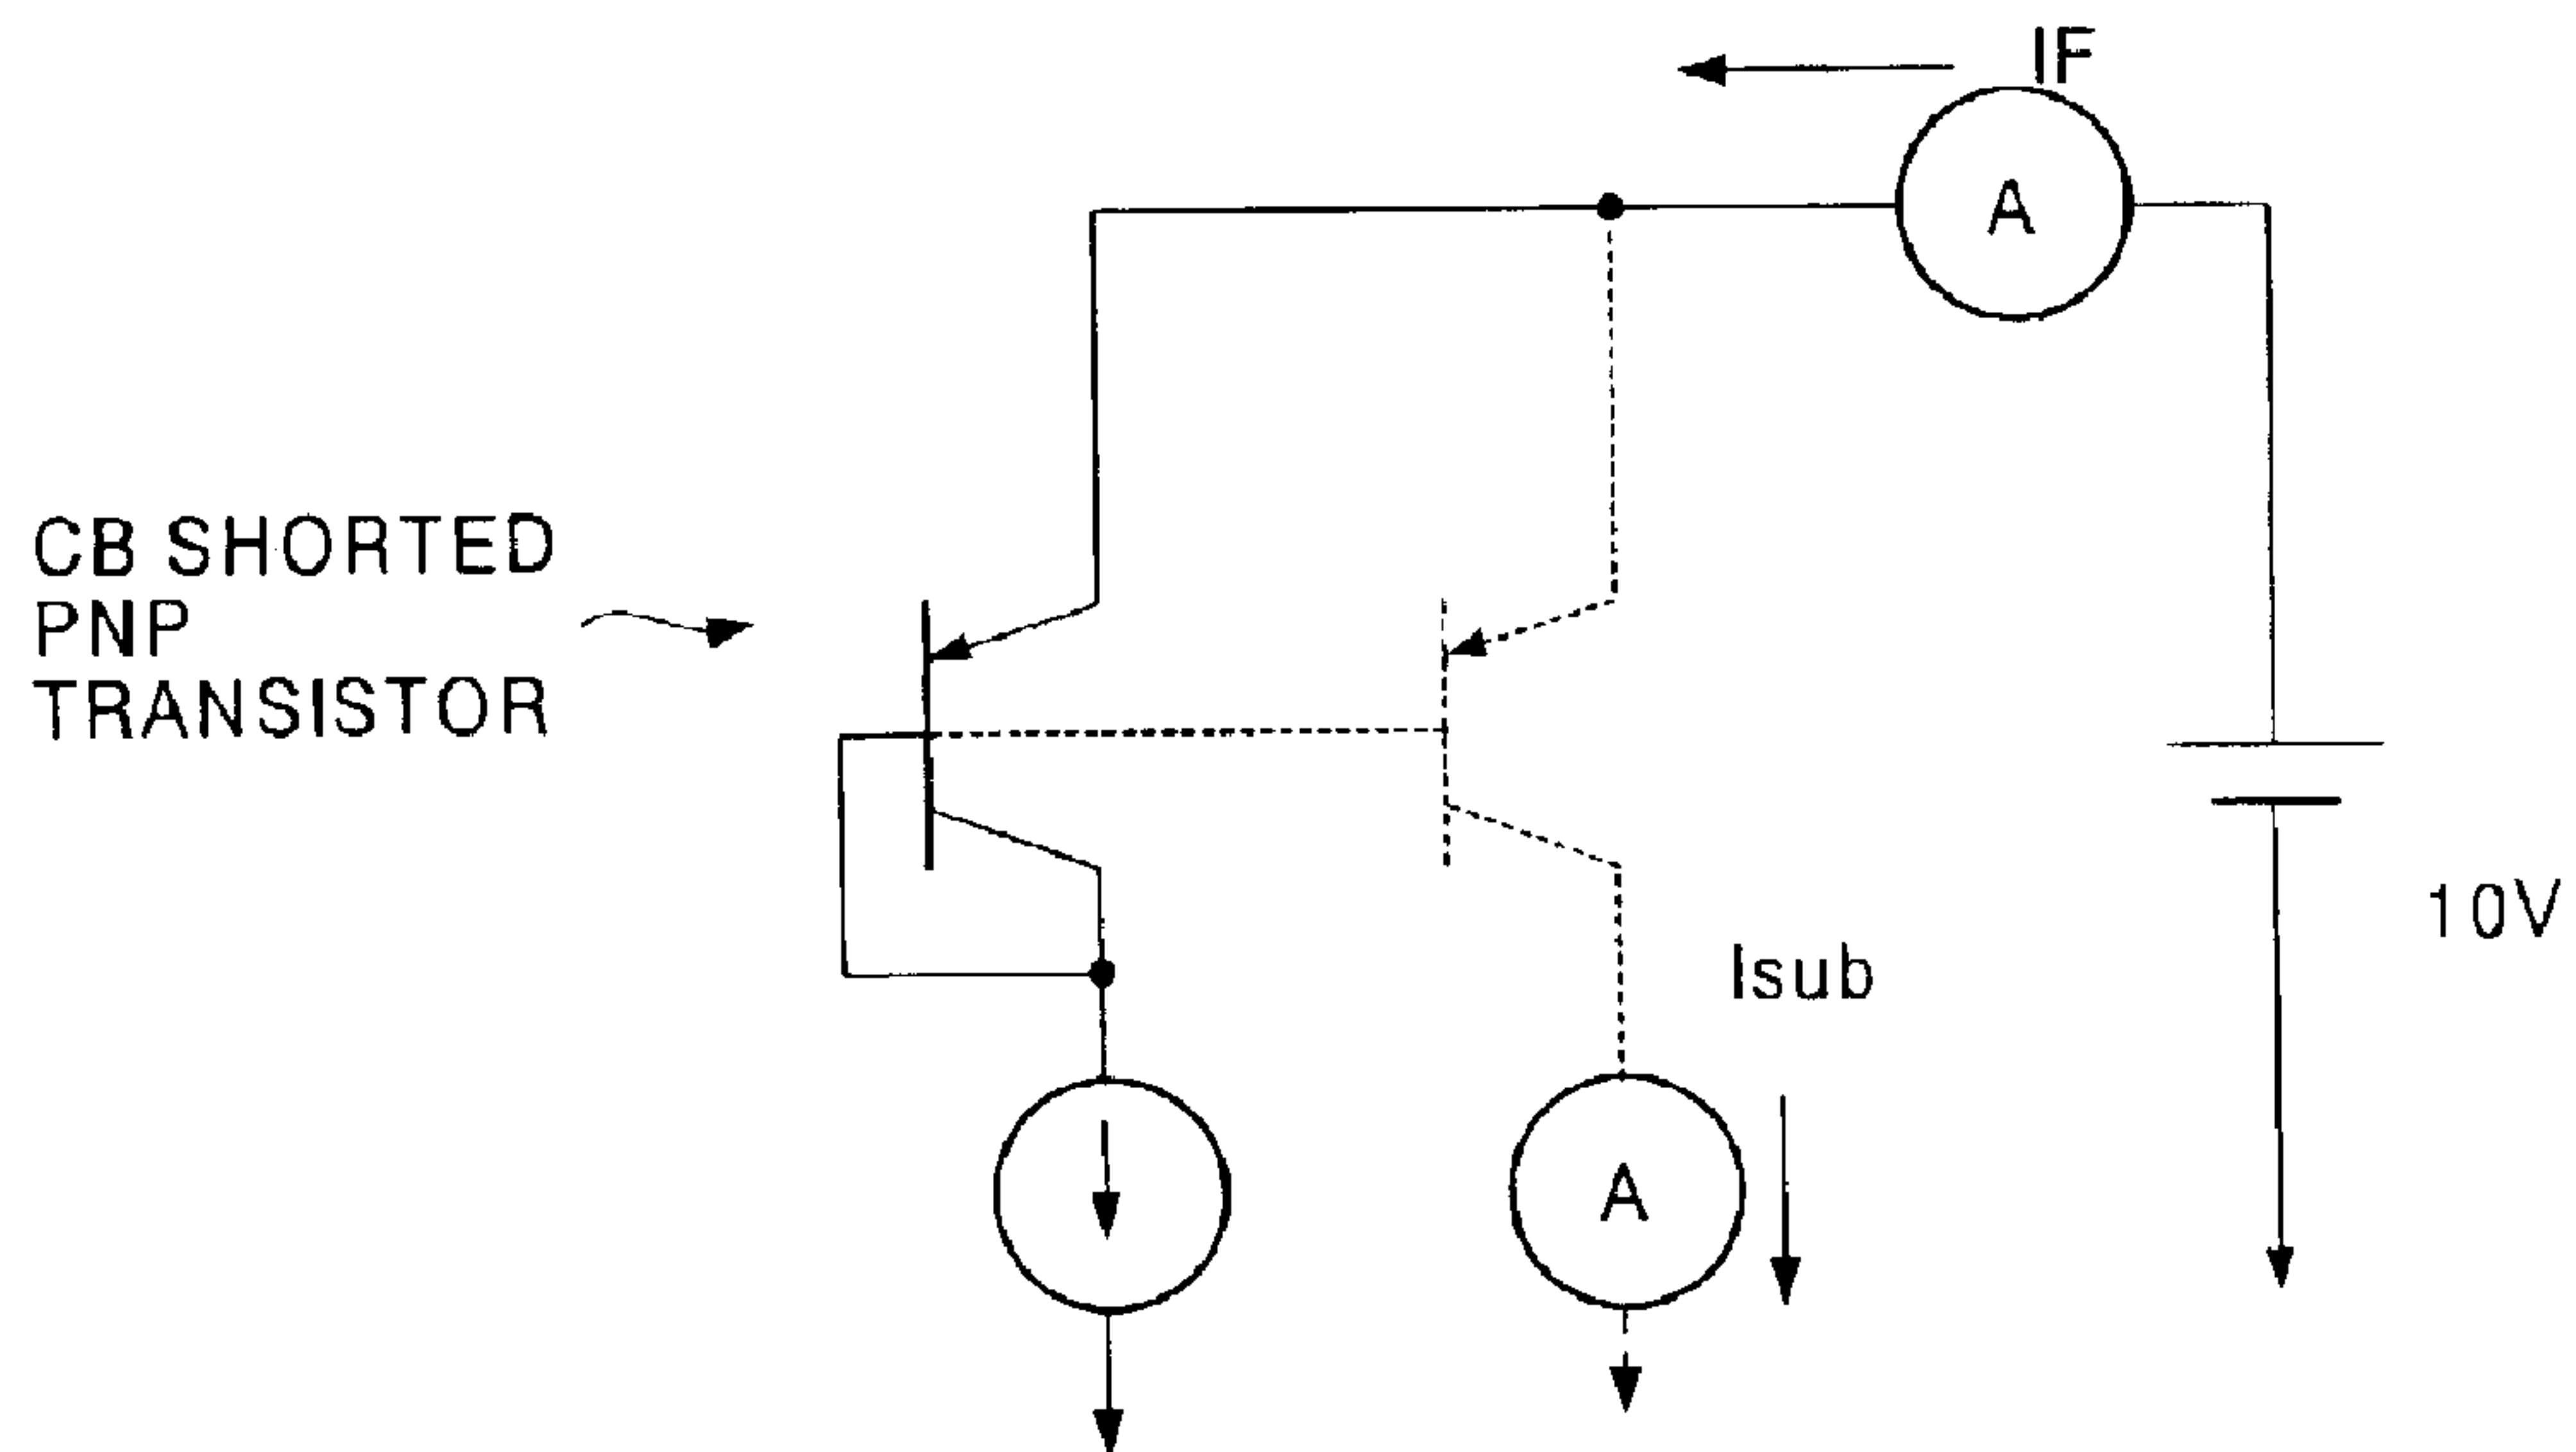 IF
A
CB SHORTED
PNP
TRANSISTOR
10V
Isub
A